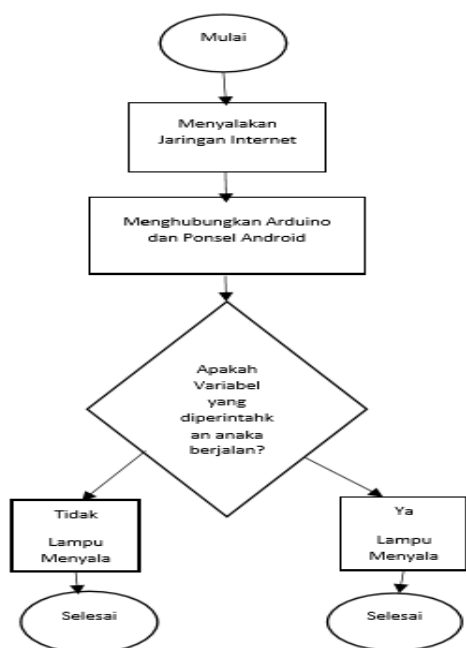 Mulai
Menyalakan
Jaringan Internet
Menghubungkan Arduino
dan Ponsel Android
Apakah
Variabel
yang
diperintahk
an anaka
berjalan?
Tidak
Lampu
Menyala
Ya
Lampu
Menyala
Selesai
Selesai